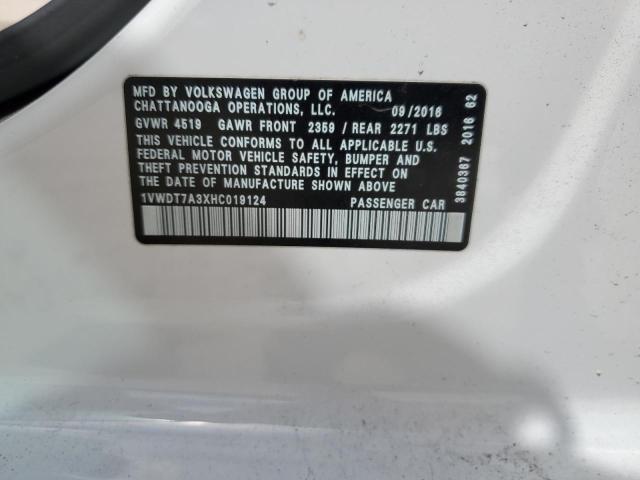 MFD BY VOLKSWAGEN GROUP OF AMERICA
CHATTANOOGA OPERATIONS, LLC. 09/2016
GVWR 4519 GAWR FRONT 2359 / REAR 2271 LBS
THIS VEHICLE CONFORMS TO ALL APPLICABLE U.S.
FEDERAL MOTOR VEHICLE SAFETY, BUMPER AND
THEFT PREVENTION STANDARDS IN EFFECT ON
THE DATE OF MANUFACTURE SHOWN ABOVE
1VWDT7A3XHC019124 PASSENGER CAR
3840367 2016 62